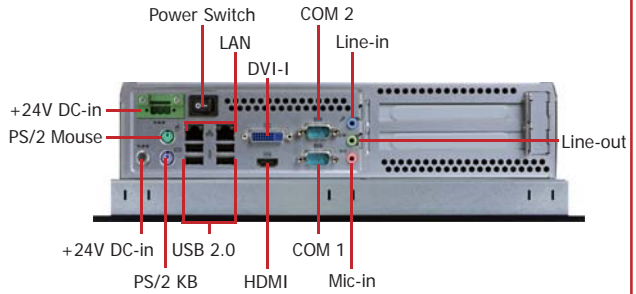 Power Switch
COM 2
LAN
Line-in
DVI-I
+24V DC-in
PS/2 Mouse
Line-out
+24V DC-in
USB 2.0
COM 1
PS/2 KB
HDMI
Mic-in